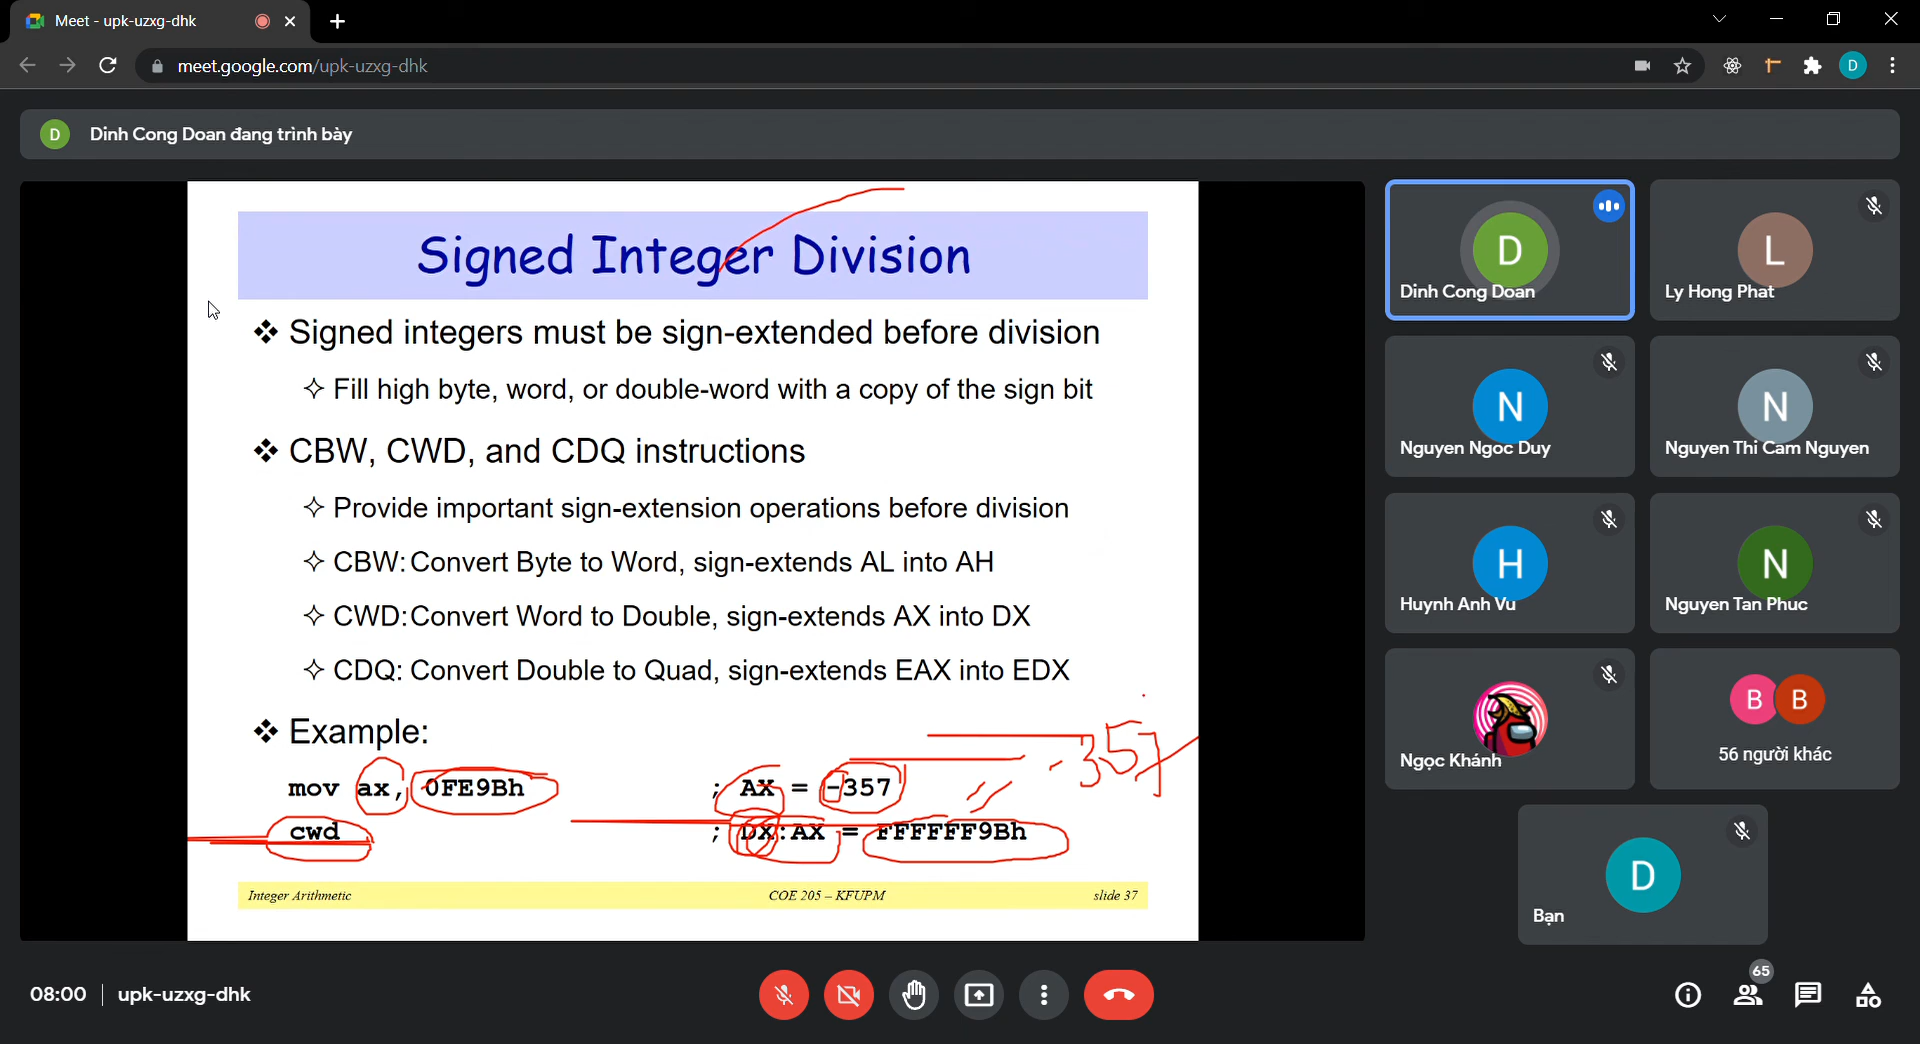 Meet - upk-uzxg-dhk
meet.google.com/upk-uzxg-dhk
D
D Dinh Cong Doan đang trình bày
Signed Integer Division
Signed integers must be sign-extended before division
Fill high byte, word, or double-word with a copy of the sign bit
CBW, CWD, and CDQ instructions
Provide important sign-extension operations before division
CBW: Convert Byte to Word, sign-extends AL into AH
CWD: Convert Word to Double, sign-extends AX into DX
CDQ: Convert Double to Quad, sign-extends EAX into EDX
Example:
-357
mov ax, 0FE9Bh ; AX = -357
cwd ; DX:AX = FFFFFF9Bh
Integer Arithmetic COE 205 – KFUPM slide 37
D
Dinh Cong Doan
L
Ly Hong Phat
N
Nguyen Ngoc Duy
N
Nguyen Thi Cam Nguyen
H
Huynh Anh Vu
N
Nguyen Tan Phuc
Ngọc Khánh
B B
56 người khác
D
Bạn
08:00 upk-uzxg-dhk
65